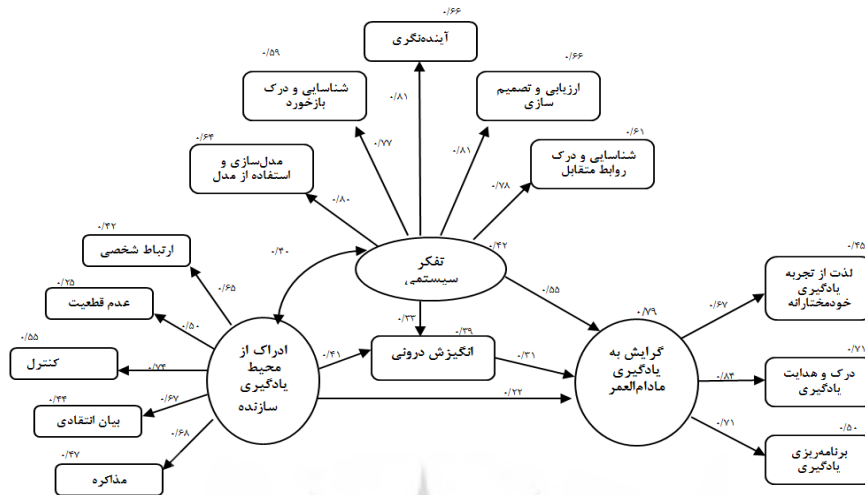 ۰/۶۶
آینده‌نگری
۰/۵۹
شناسایی و درک
بازخورد
۰/۶۶
ارزیابی و تصمیم
سازی
۰/۶۴
مدل‌سازی و
استفاده از مدل
۰/۶۱
شناسایی و درک
روابط متقابل
۰/۸۱
۰/۷۷
۰/۸۱
۰/۸۰
۰/۷۸
۰/۴۲
ارتباط شخصی
۰/۴۰
۰/۴۲
تفکر
سیستمی
۰/۴۵
لذت از تجربه
یادگیری
خودمختارانه
۰/۶۵
۰/۲۵
عدم قطعیت
۰/۵۰
۰/۵۵
۰/۶۷
۰/۳۳
۰/۳۹
انگیزش درونی
۰/۷۹
گرایش به
یادگیری
مادام‌العمر
۰/۵۵
کنترل
۰/۷۴
ادراک از
محیط
یادگیری
سازنده
۰/۴۱
۰/۳۱
۰/۲۲
۰/۷۱
درک و هدایت
یادگیری
۰/۸۴
۰/۴۴
بیان انتقادی
۰/۶۷
۰/۴۷
مذاکره
۰/۶۸
۰/۷۱
۰/۵۰
برنامه‌ریزی
یادگیری